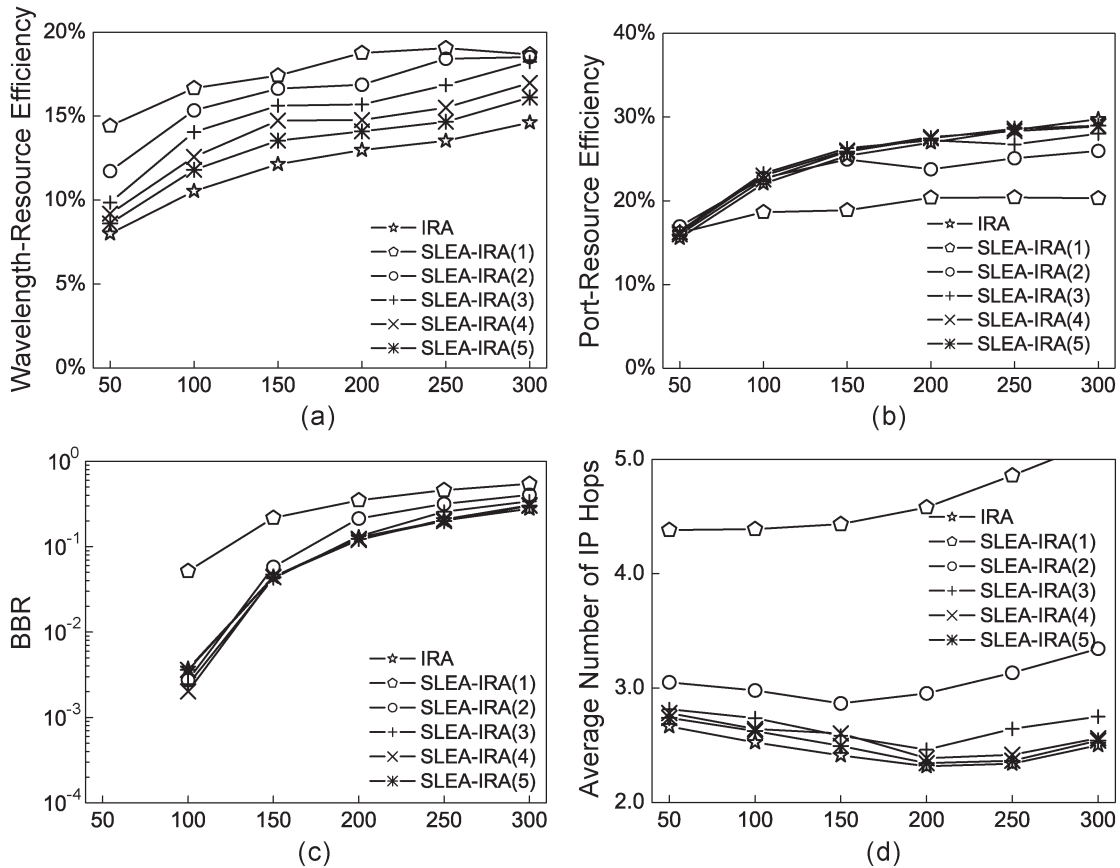 Wavelength-Resource Efficiency
20%
15%
10%
5%
0%
IRA
SLEA-IRA(1)
SLEA-IRA(2)
SLEA-IRA(3)
SLEA-IRA(4)
SLEA-IRA(5)
50 100 150 200 250 300
(a)
Port-Resource Efficiency
40%
30%
20%
10%
0%
IRA
SLEA-IRA(1)
SLEA-IRA(2)
SLEA-IRA(3)
SLEA-IRA(4)
SLEA-IRA(5)
50 100 150 200 250 300
(b)
BBR
10^0
10^-1
10^-2
10^-3
10^-4
IRA
SLEA-IRA(1)
SLEA-IRA(2)
SLEA-IRA(3)
SLEA-IRA(4)
SLEA-IRA(5)
50 100 150 200 250 300
(c)
Average Number of IP Hops
5.0
4.0
3.0
2.0
IRA
SLEA-IRA(1)
SLEA-IRA(2)
SLEA-IRA(3)
SLEA-IRA(4)
SLEA-IRA(5)
50 100 150 200 250 300
(d)